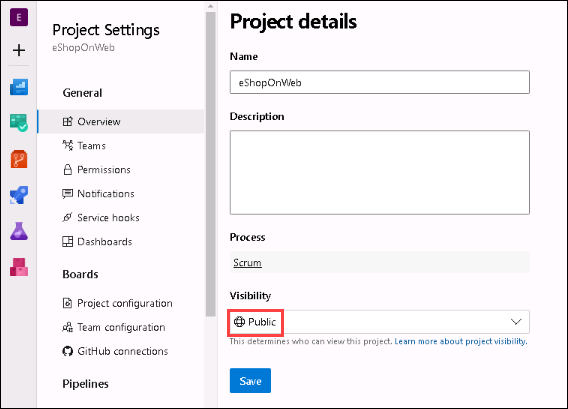 E
Project Settings
eShopOnWeb
General
Overview
Teams
Permissions
Notifications
Service hooks
Dashboards
Boards
Project configuration
Team configuration
GitHub connections
Pipelines
Project details
Name
eShopOnWeb
Description
Process
Scrum
Visibility
Public
This determines who can view this project. Learn more about project visibility.
Save